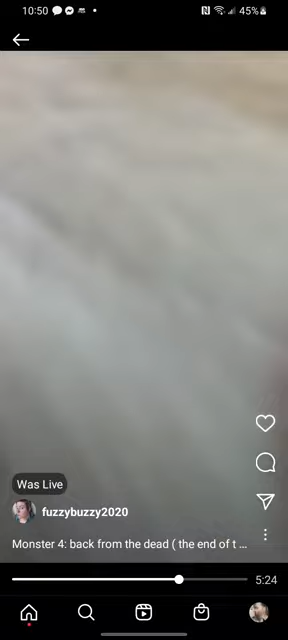 10:50
45%
Was Live
fuzzybuzzy2020
Monster 4: back from the dead ( the end of t ...
5:24